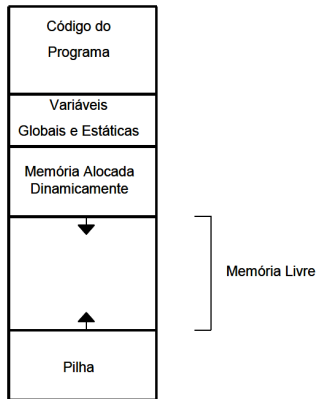 Código do
Programa
Variáveis
Globais e Estáticas
Memória Alocada
Dinamicamente
Memória Livre
Pilha